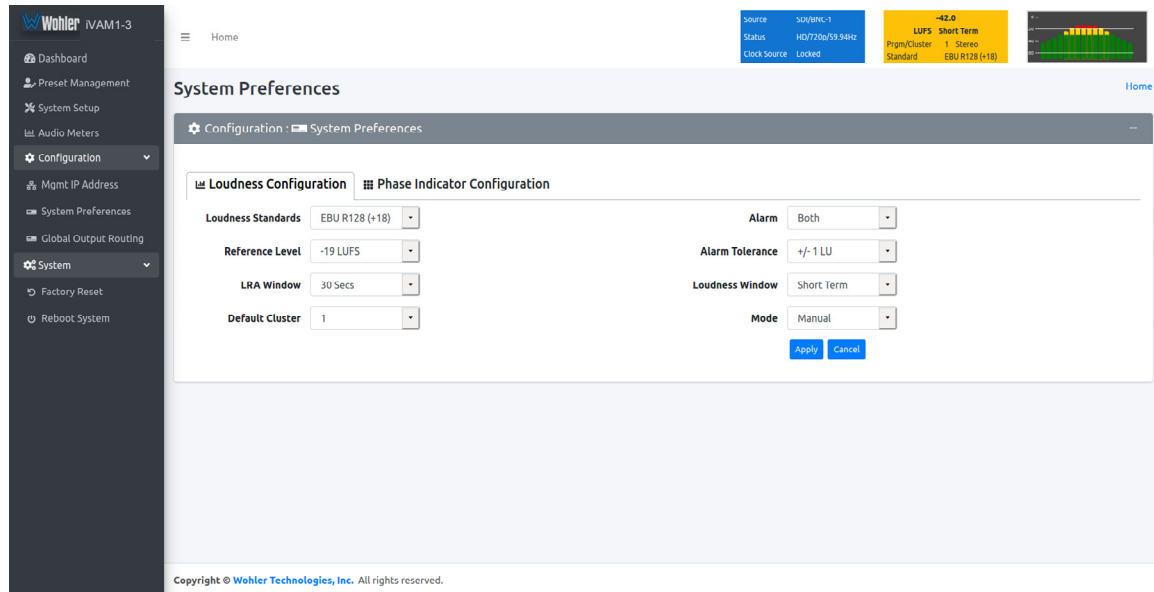 Wohler iVAM1-3
Dashboard
Preset Management
System Setup
Audio Meters
Configuration
Mgmt IP Address
System Preferences
Global Output Routing
System
Factory Reset
Reboot System
Home
Source SDI/BNC-1
Status HD/720p/59.94Hz
Clock Source Locked
-42.0
LUFS Short Term
Prgm/Cluster 1 Stereo
Standard EBU R128 (+18)
System Preferences
Home
Configuration : System Preferences
Loudness Configuration Phase Indicator Configuration
Loudness Standards EBU R128 (+18) Alarm Both
Reference Level -19 LUFS Alarm Tolerance +/- 1 LU
LRA Window 30 Secs Loudness Window Short Term
Default Cluster 1 Mode Manual
Apply Cancel
Copyright © Wohler Technologies, Inc. All rights reserved.